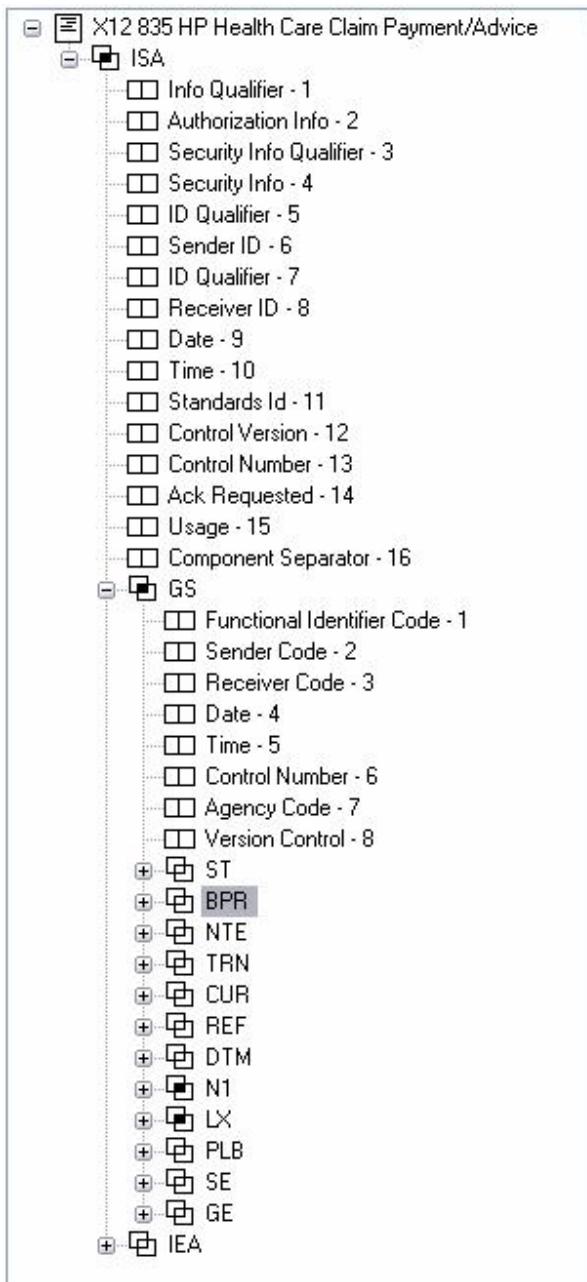 X12 835 HP Health Care Claim Payment/Advice
ISA
Info Qualifier - 1
Authorization Info - 2
Security Info Qualifier - 3
Security Info - 4
ID Qualifier - 5
Sender ID - 6
ID Qualifier - 7
Receiver ID - 8
Date - 9
Time - 10
Standards Id - 11
Control Version - 12
Control Number - 13
Ack Requested - 14
Usage - 15
Component Separator - 16
GS
Functional Identifier Code - 1
Sender Code - 2
Receiver Code - 3
Date - 4
Time - 5
Control Number - 6
Agency Code - 7
Version Control - 8
ST
BPR
NTE
TRN
CUR
REF
DTM
N1
LX
PLB
SE
GE
IEA